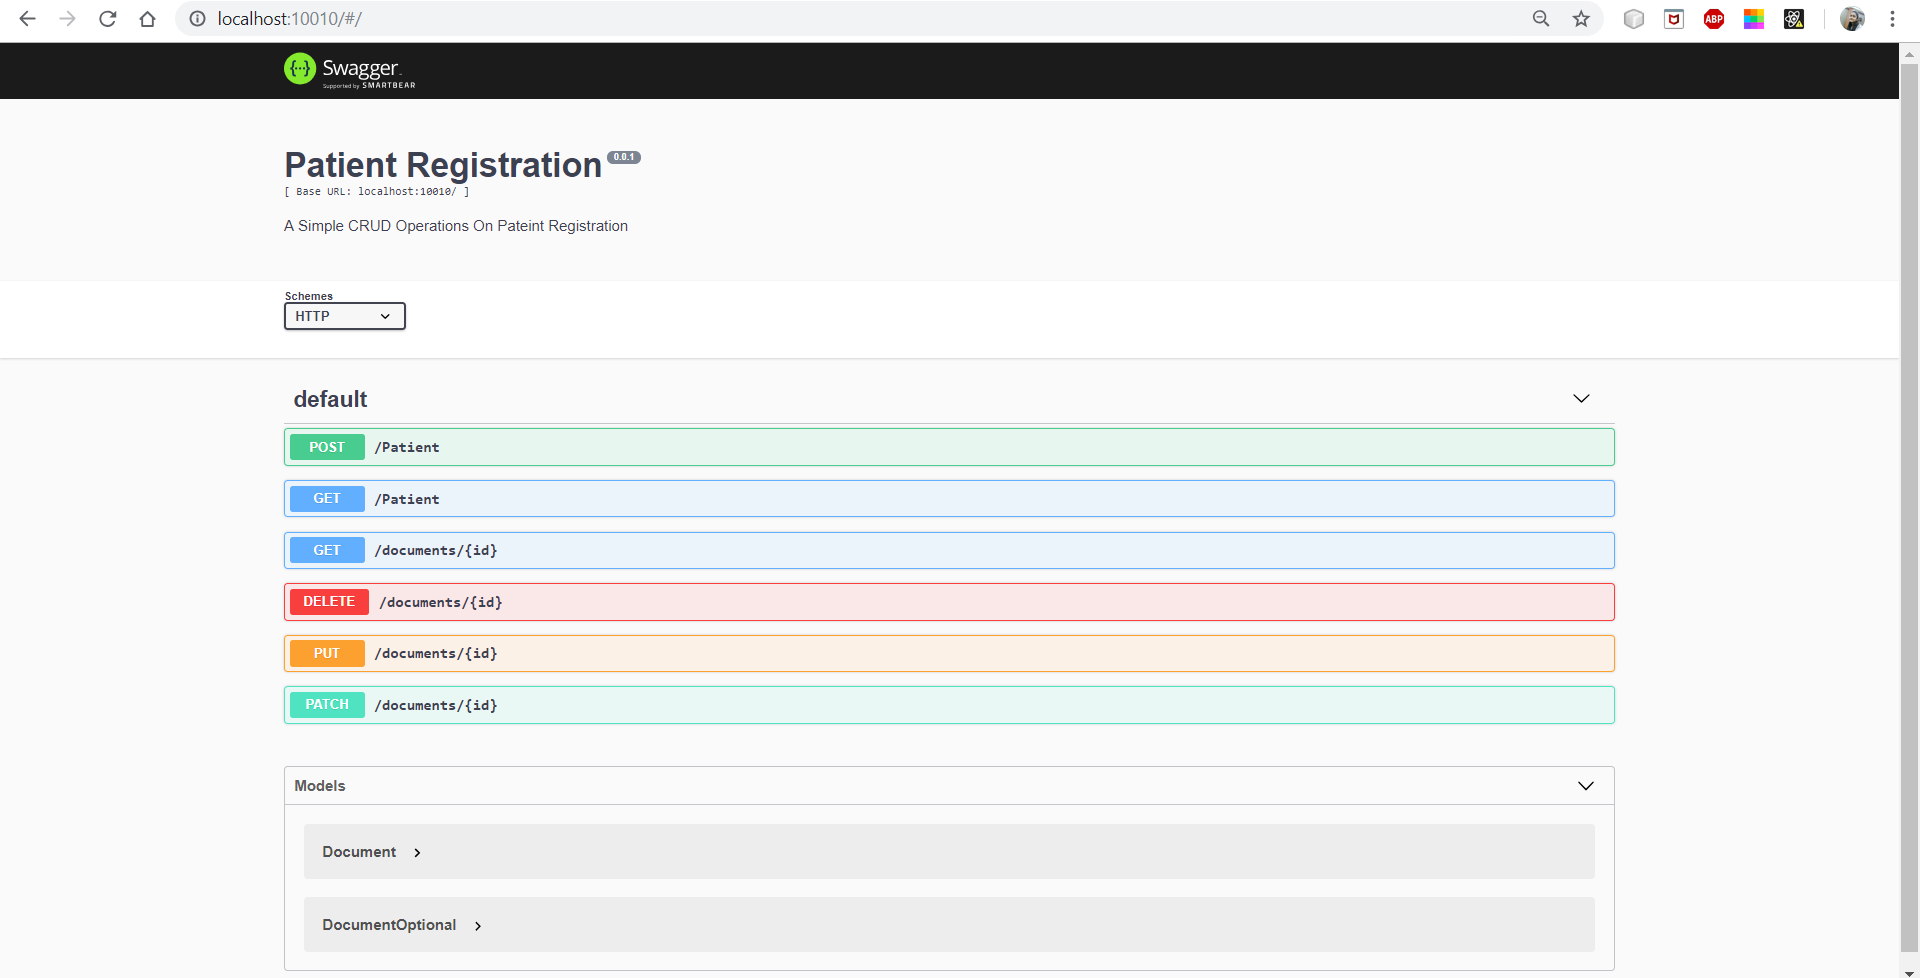 localhost:10010/#/
ABP
{···} Swagger
Supported by SMARTBEAR
Patient Registration 0.0.1
[ Base URL: localhost:10010/ ]
A Simple CRUD Operations On Pateint Registration
Schemes
HTTP
default
POST /Patient
GET /Patient
GET /documents/{id}
DELETE /documents/{id}
PUT /documents/{id}
PATCH /documents/{id}
Models
Document
DocumentOptional